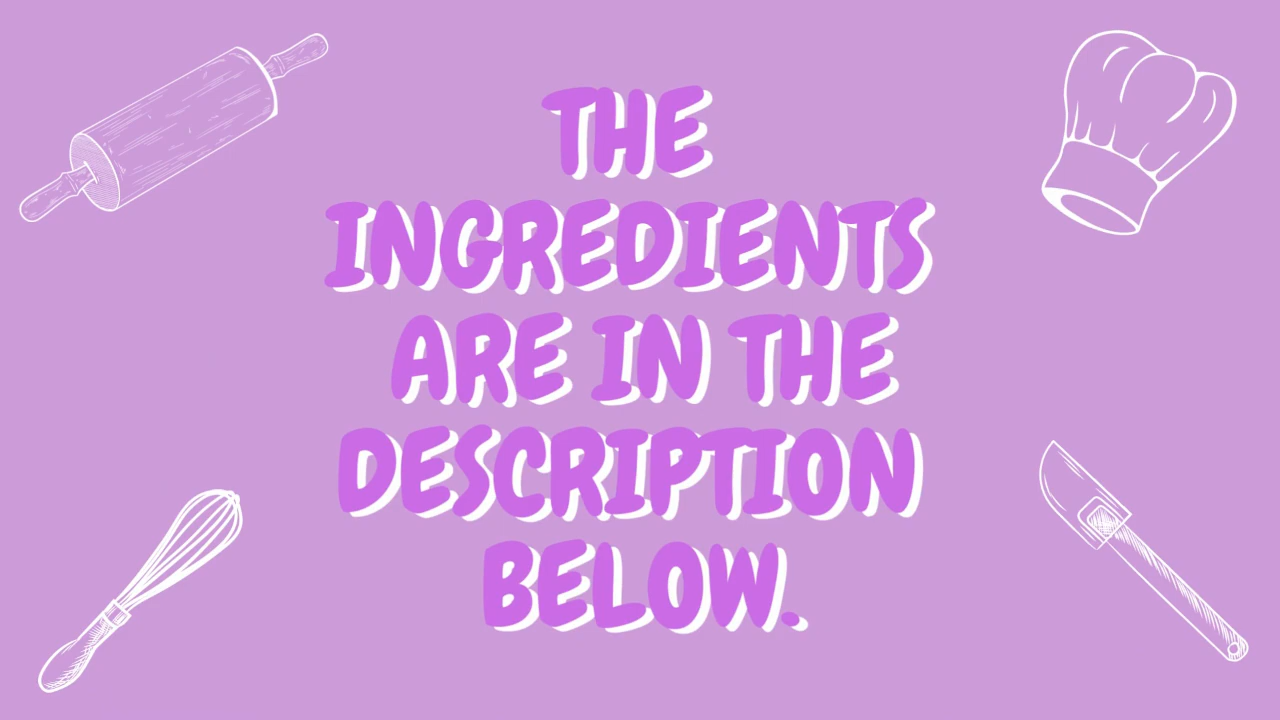 THE
INGREDIENTS
ARE IN THE
DESCRIPTION
BELOW.